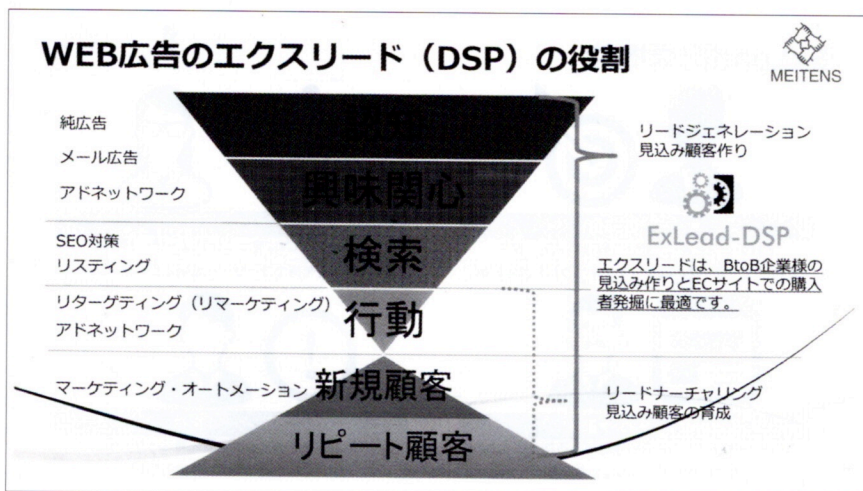 WEB広告のエクスリード（DSP）の役割
MEITENS
純広告
メール広告
アドネットワーク
興味関心
SEO対策
リスティング
検索
リターゲティング（リマーケティング）
アドネットワーク
行動
マーケティング・オートメーション
新規顧客
リピート顧客
リードジェネレーション
見込み顧客作り
ExLead-DSP
エクスリードは、BtoB企業様の
見込み作りとECサイトでの購入
者発掘に最適です。
リードナーチャリング
見込み顧客の育成